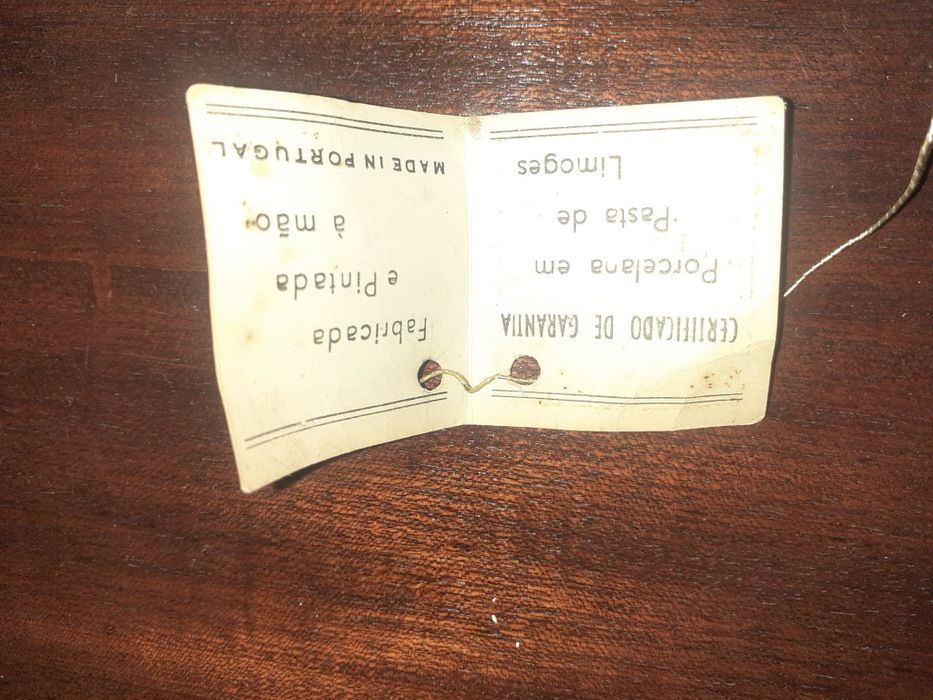 CERTIFICADO DE GARANTIA
Porcelana em
Pasta de
Limoges
Fabricada
e Pintada
à mão
MADE IN PORTUGAL